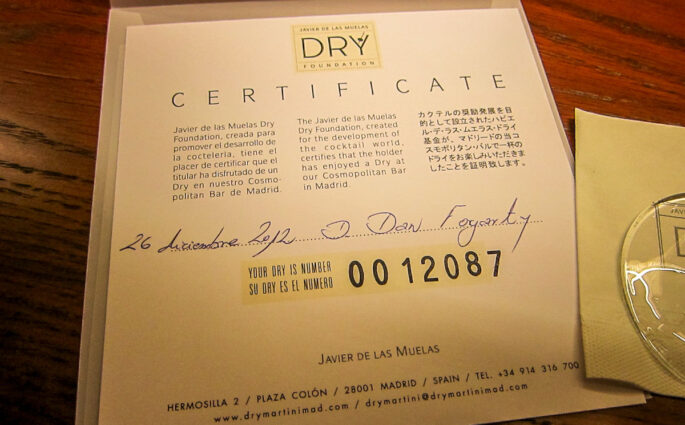 JAVIER DE LAS MUELAS
DRY
FOUNDATION
CERTIFICATE
Javier de las Muelas Dry
Foundation, creada para
promover el desarrollo de
la coctelería, tiene el
placer de certificar que el
titular ha disfrutado de un
Dry en nuestro Cosmo-
politan Bar de Madrid.
The Javier de las Muelas
Dry Foundation, created
for the development of
the cocktail world,
certifies that the holder
has enjoyed a Dry at
our Cosmopolitan Bar
in Madrid.
カクテルの奨励発展を目
的として設立されたハビエ
ル・デ・ラス・ムエラス・ドライ
基金が、マドリードの当コ
スモポリタン・バルで一杯の
ドライをお楽しみいただきま
したことを証明致します。
26 diciembre 2012 D. Dan Fogarty
YOUR DRY IS NUMBER
SU DRY ES EL NUMERO
0012087
JAVIER DE LAS MUELAS
HERMOSILLA 2 / PLAZA COLÓN / 28001 MADRID / SPAIN / TEL. +34 914 316 700
www.drymartinimad.com / drymartini@drymartimad.com